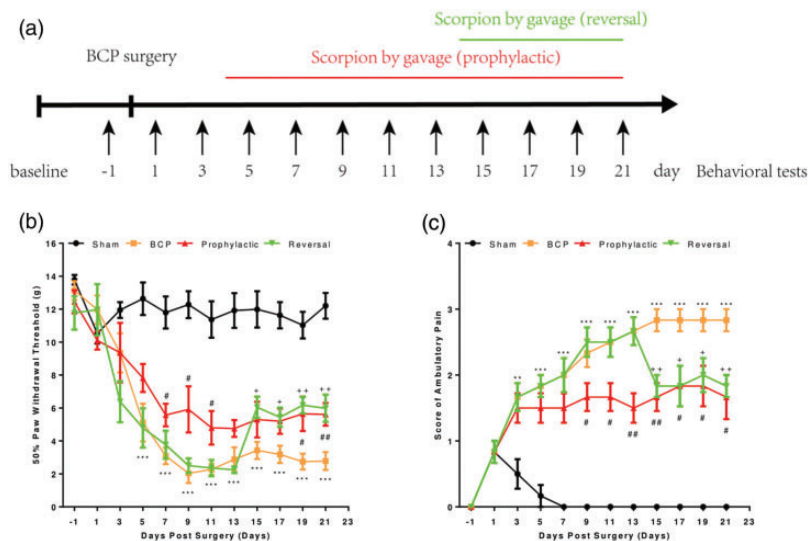 (a)
Scorpion by gavage (reversal)
BCP surgery
Scorpion by gavage (prophylactic)
baseline -1 1 3 5 7 9 11 13 15 17 19 21 day Behavioral tests
(b)
Sham BCP Prophylactic Reversal
50% Paw Withdrawal Threshold (g)
16
14
12
10
8
6
4
2
0
# # #
+ + ++ ++
# ##
*** *** *** *** *** *** *** *** ***
-1 1 3 5 7 9 11 13 15 17 19 21 23
Days Post Surgery (Days)
(c)
Sham BCP Prophylactic Reversal
Score of Ambulatory Pain
4
3
2
1
0
** *** *** *** *** *** *** *** *** ***
++ + + ++
# # ## ## # # #
-1 1 3 5 7 9 11 13 15 17 19 21 23
Days Post Surgery (Days)